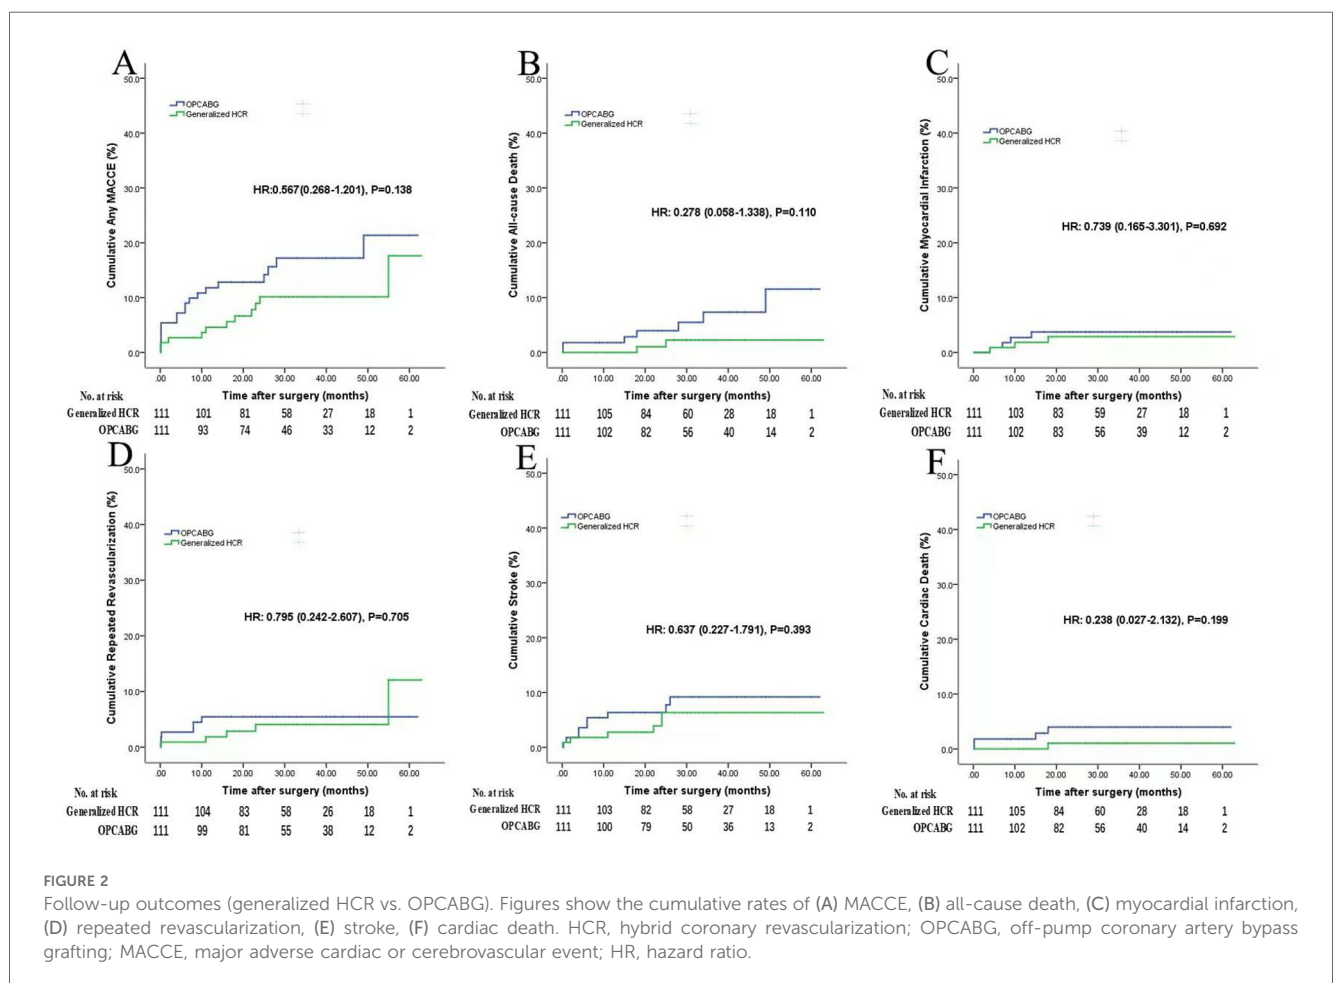 A
50.0
40.0
30.0
20.0
10.0
0.0
Cumulative Any MACCE (%)
OPCABG
Generalized HCR
HR:0.567(0.268-1.201), P=0.138
.00 10.00 20.00 30.00 40.00 50.00 60.00
No. at risk Time after surgery (months)
Generalized HCR 111 101 81 58 27 18 1
OPCABG 111 93 74 46 33 12 2
B
50.0
40.0
30.0
20.0
10.0
0.0
Cumulative All-cause Death (%)
OPCABG
Generalized HCR
HR: 0.278 (0.058-1.338), P=0.110
.00 10.00 20.00 30.00 40.00 50.00 60.00
No. at risk Time after surgery (months)
Generalized HCR 111 105 84 60 28 18 1
OPCABG 111 102 82 56 40 14 2
C
50.0
40.0
30.0
20.0
10.0
0.0
Cumulative Myocardial Infarction (%)
OPCABG
Generalized HCR
HR: 0.739 (0.165-3.301), P=0.692
.00 10.00 20.00 30.00 40.00 50.00 60.00
No. at risk Time after surgery (months)
Generalized HCR 111 103 83 59 27 18 1
OPCABG 111 102 83 56 39 12 2
D
50.0
40.0
30.0
20.0
10.0
0.0
Cumulative Repeated Revascularization (%)
OPCABG
Generalized HCR
HR: 0.795 (0.242-2.607), P=0.705
.00 10.00 20.00 30.00 40.00 50.00 60.00
No. at risk Time after surgery (months)
Generalized HCR 111 104 83 58 26 18 1
OPCABG 111 99 81 55 38 12 2
E
50.0
40.0
30.0
20.0
10.0
0.0
Cumulative Stroke (%)
OPCABG
Generalized HCR
HR: 0.637 (0.227-1.791), P=0.393
.00 10.00 20.00 30.00 40.00 50.00 60.00
No. at risk Time after surgery (months)
Generalized HCR 111 103 82 58 27 18 1
OPCABG 111 100 79 50 36 13 2
F
50.0
40.0
30.0
20.0
10.0
0.0
Cumulative Cardiac Death (%)
OPCABG
Generalized HCR
HR: 0.238 (0.027-2.132), P=0.199
.00 10.00 20.00 30.00 40.00 50.00 60.00
No. at risk Time after surgery (months)
Generalized HCR 111 105 84 60 28 18 1
OPCABG 111 102 82 56 40 14 2
FIGURE 2
Follow-up outcomes (generalized HCR vs. OPCABG). Figures show the cumulative rates of (A) MACCE, (B) all-cause death, (C) myocardial infarction,
(D) repeated revascularization, (E) stroke, (F) cardiac death. HCR, hybrid coronary revascularization; OPCABG, off-pump coronary artery bypass
grafting; MACCE, major adverse cardiac or cerebrovascular event; HR, hazard ratio.